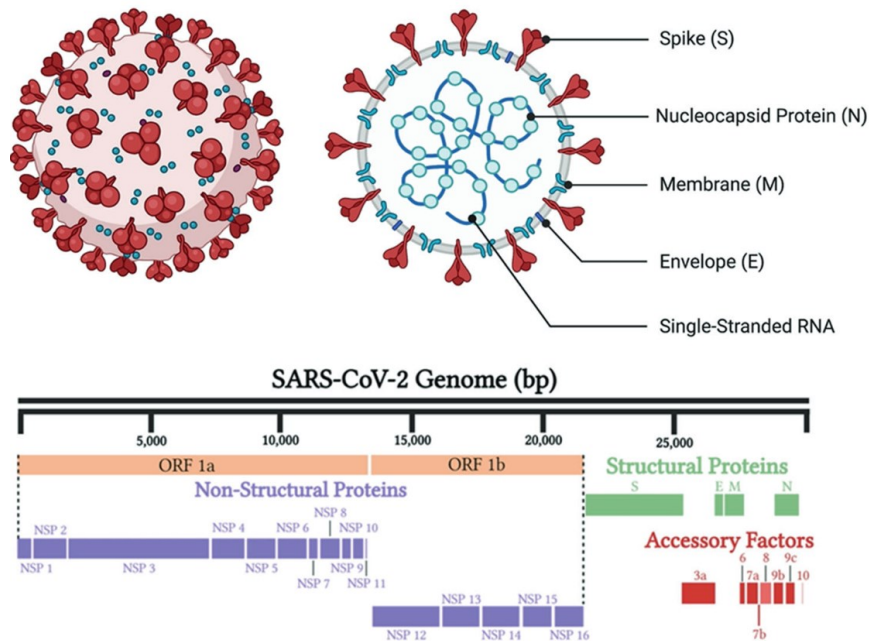 Spike (S)
Nucleocapsid Protein (N)
Membrane (M)
Envelope (E)
Single-Stranded RNA
SARS-CoV-2 Genome (bp)
5,000 10,000 15,000 20,000 25,000
ORF 1a ORF 1b
Structural Proteins
Non-Structural Proteins
S E M N
NSP 8
NSP 2 NSP 4 NSP 6 NSP 10
NSP 1 NSP 3 NSP 5 NSP 9
NSP 7 NSP 11
Accessory Factors
6 8 9c
3a 7a 9b 10
7b
NSP 13 NSP 15
NSP 12 NSP 14 NSP 16